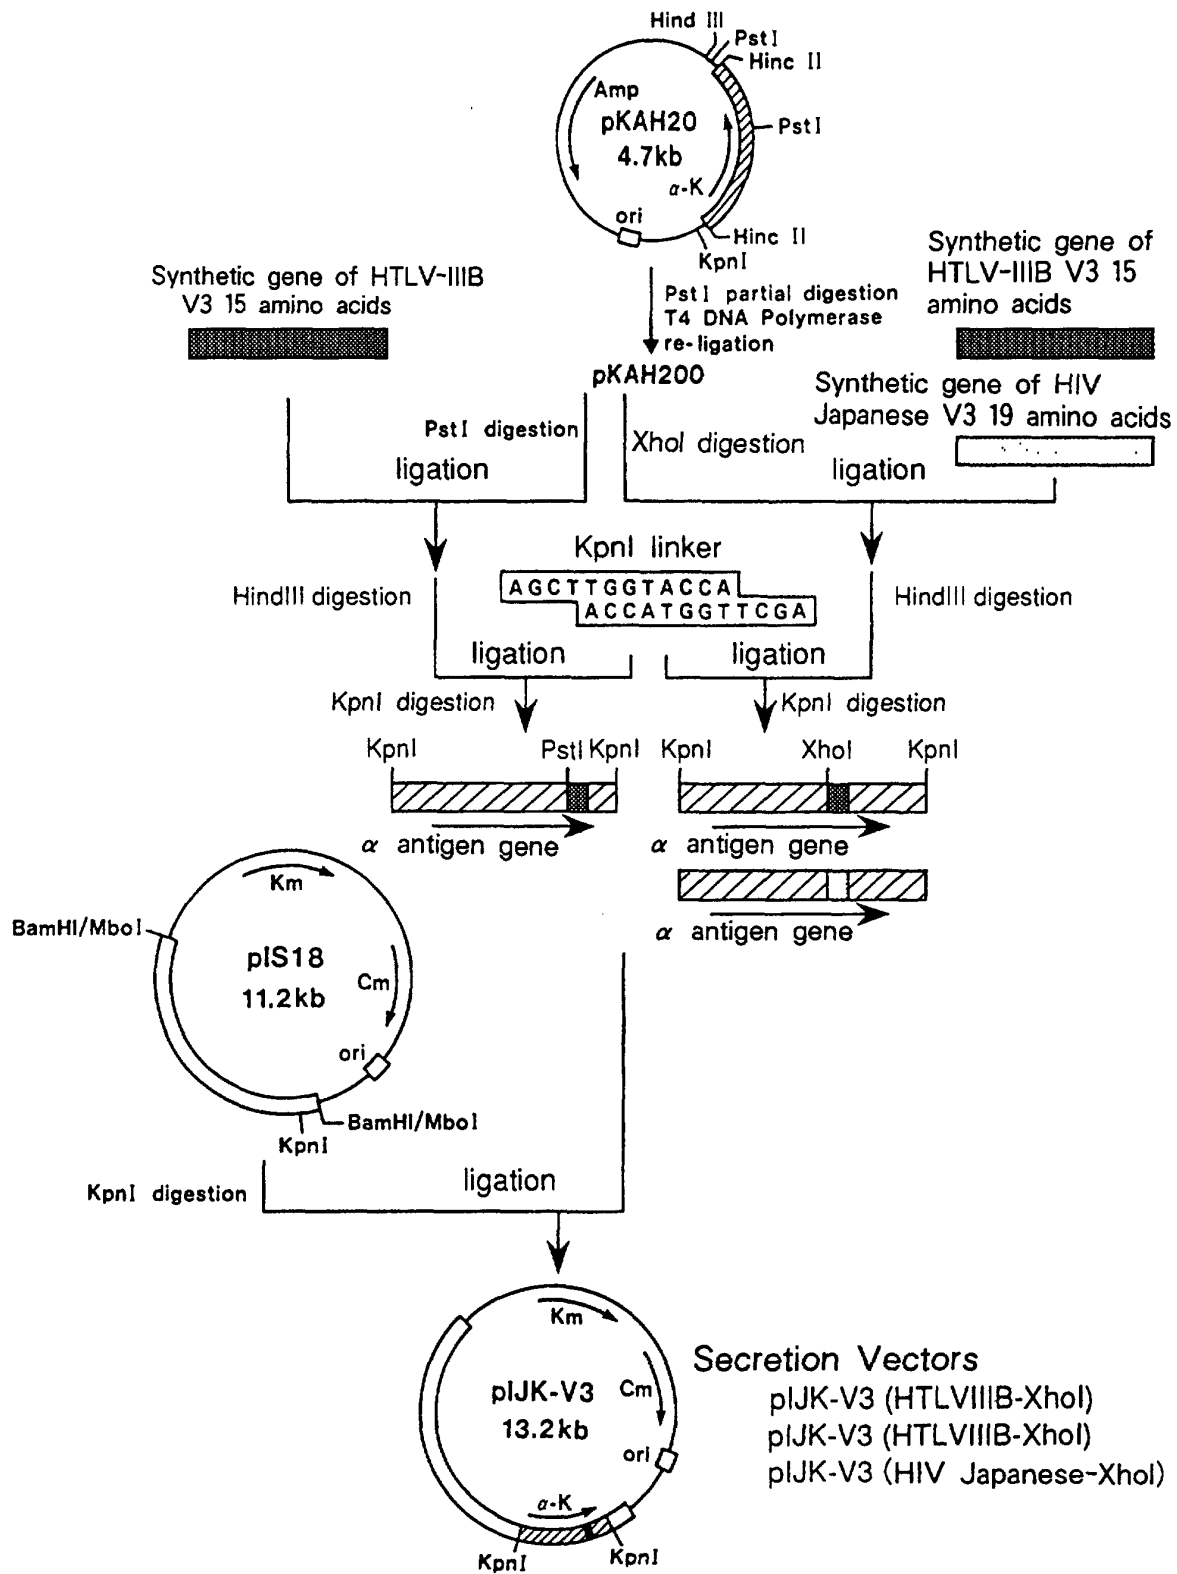 Hind III
PstI
Hinc II
Amp
pKAH20
4.7kb
PstI
α-K
ori
Hinc II
KpnI
Synthetic gene of HTLV-IIIB
V3 15 amino acids
PstI partial digestion
T4 DNA Polymerase
re-ligation
Synthetic gene of
HTLV-IIIB V3 15
amino acids
pKAH200
Synthetic gene of HIV
Japanese V3 19 amino acids
PstI digestion
XhoI digestion
ligation
ligation
KpnI linker
AGCTTGGTACCA
ACCATGGTTCGA
HindIII digestion
HindIII digestion
ligation
ligation
KpnI digestion
KpnI digestion
KpnI
PstI
KpnI
KpnI
XhoI
KpnI
α antigen gene
α antigen gene
α antigen gene
Km
BamHI/MboI
pIS18
11.2kb
Cm
ori
BamHI/MboI
KpnI
KpnI digestion
ligation
Km
pIJK-V3
13.2kb
Cm
ori
α-K
KpnI
KpnI
Secretion Vectors
pIJK-V3 (HTLVIIIB-XhoI)
pIJK-V3 (HTLVIIIB-XhoI)
pIJK-V3 (HIV Japanese-XhoI)